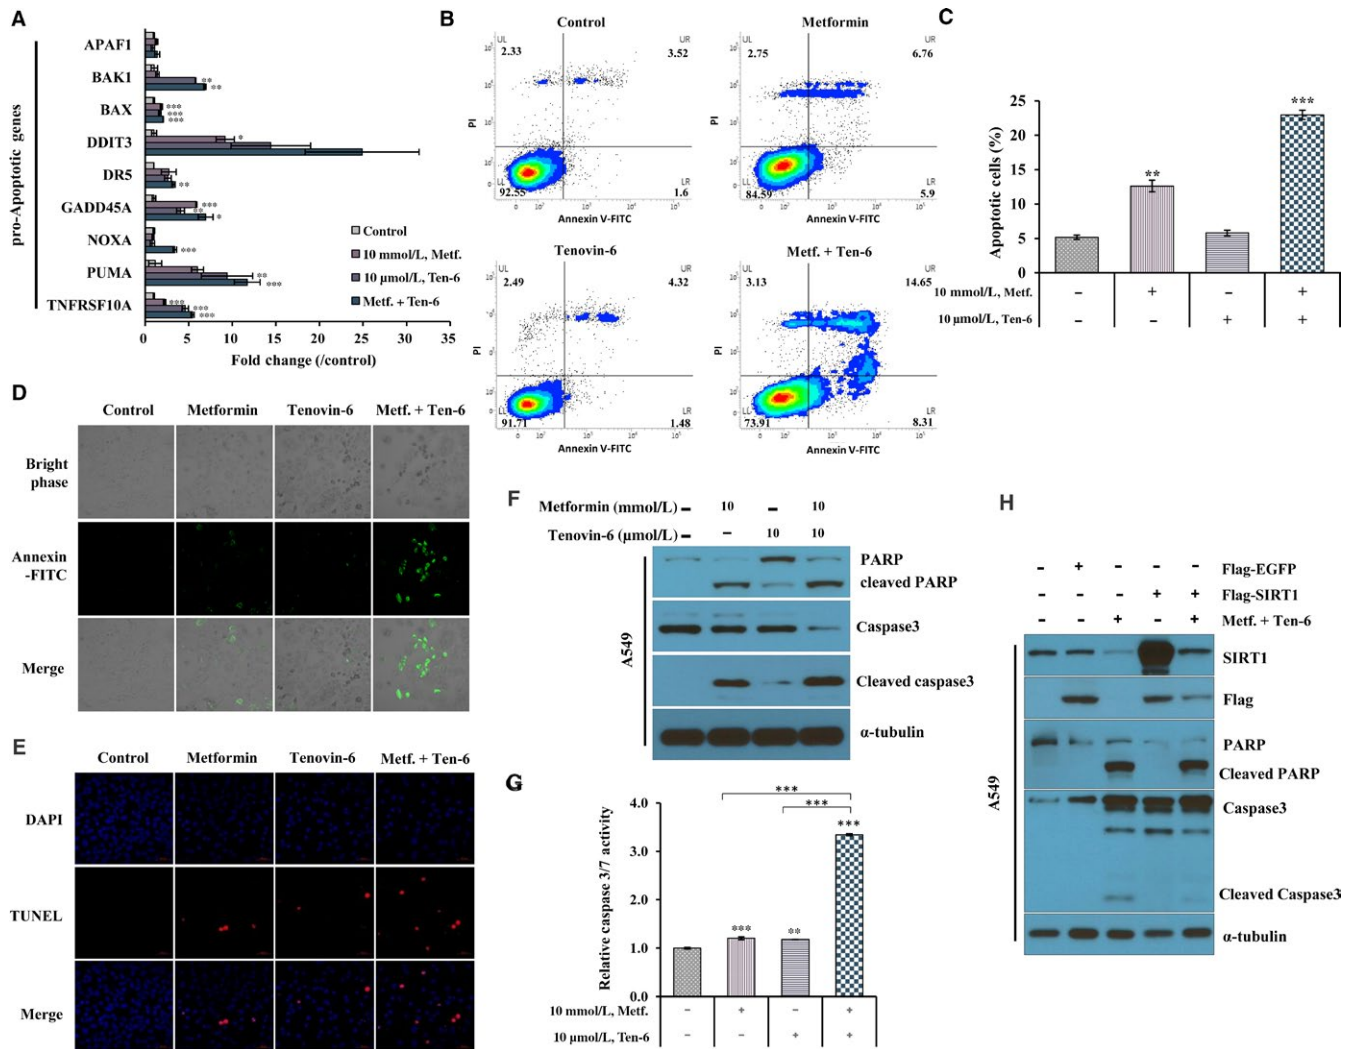 A
pro-Apoptotic genes
APAF1
BAK1
**
**
BAX
***
***
***
DDIT3
*
DR5
**
GADD45A
***
**
*
NOXA
***
PUMA
**
***
TNFRSF10A
***
***
***
Control
10 mmol/L, Metf.
10 μmol/L, Ten-6
Metf. + Ten-6
0 5 10 15 20 25 30 35
Fold change (/control)
B
Control
UL UR
2.33 3.52
PI
LL LR
92.55 1.6
Annexin V-FITC
Metformin
UL UR
2.75 6.76
PI
LL LR
84.59 5.9
Annexin V-FITC
Tenovin-6
UL UR
2.49 4.32
PI
LL LR
91.71 1.48
Annexin V-FITC
Metf. + Ten-6
UL UR
3.13 14.65
PI
LL LR
73.91 8.31
Annexin V-FITC
C
Apoptotic cells (%)
25
20
15
10
5
0
**
***
10 mmol/L, Metf. – + – +
10 μmol/L, Ten-6 – – + +
D
Control Metformin Tenovin-6 Metf. + Ten-6
Bright
phase
Annexin
-FITC
Merge
E
Control Metformin Tenovin-6 Metf. + Ten-6
DAPI
TUNEL
Merge
F
Metformin (mmol/L) – 10 – 10
Tenovin-6 (μmol/L) – – 10 10
A549
PARP
cleaved PARP
Caspase3
Cleaved caspase3
α-tubulin
G
Relative caspase 3/7 activity
4.0
3.0
2.0
1.0
0.0
***
***
***
***
**
10 mmol/L, Metf. – + – +
10 μmol/L, Ten-6 – – + +
H
– + – – – Flag-EGFP
– – – + + Flag-SIRT1
– – + – + Metf. + Ten-6
A549
SIRT1
Flag
PARP
Cleaved PARP
Caspase3
Cleaved Caspase3
α-tubulin